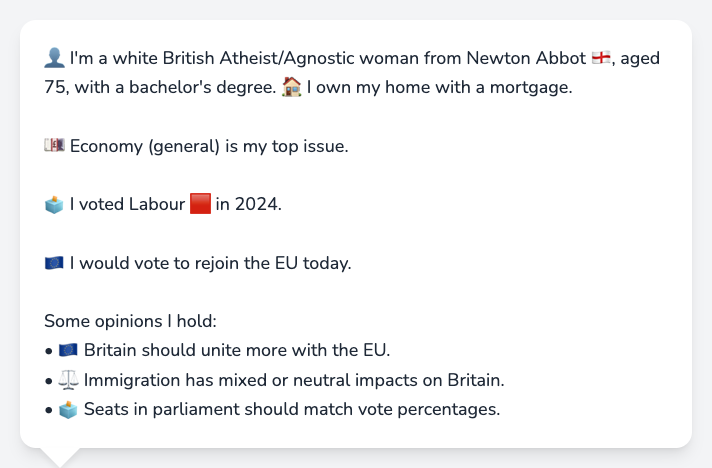 👤 I'm a white British Atheist/Agnostic woman from Newton Abbot 🏴󠁧󠁢󠁥󠁮󠁧󠁿, aged
75, with a bachelor's degree. 🏠 I own my home with a mortgage.
💷 Economy (general) is my top issue.
🗳️ I voted Labour 🟥 in 2024.
🇪🇺 I would vote to rejoin the EU today.
Some opinions I hold:
• 🇪🇺 Britain should unite more with the EU.
• ⚖️ Immigration has mixed or neutral impacts on Britain.
• 🗳️ Seats in parliament should match vote percentages.